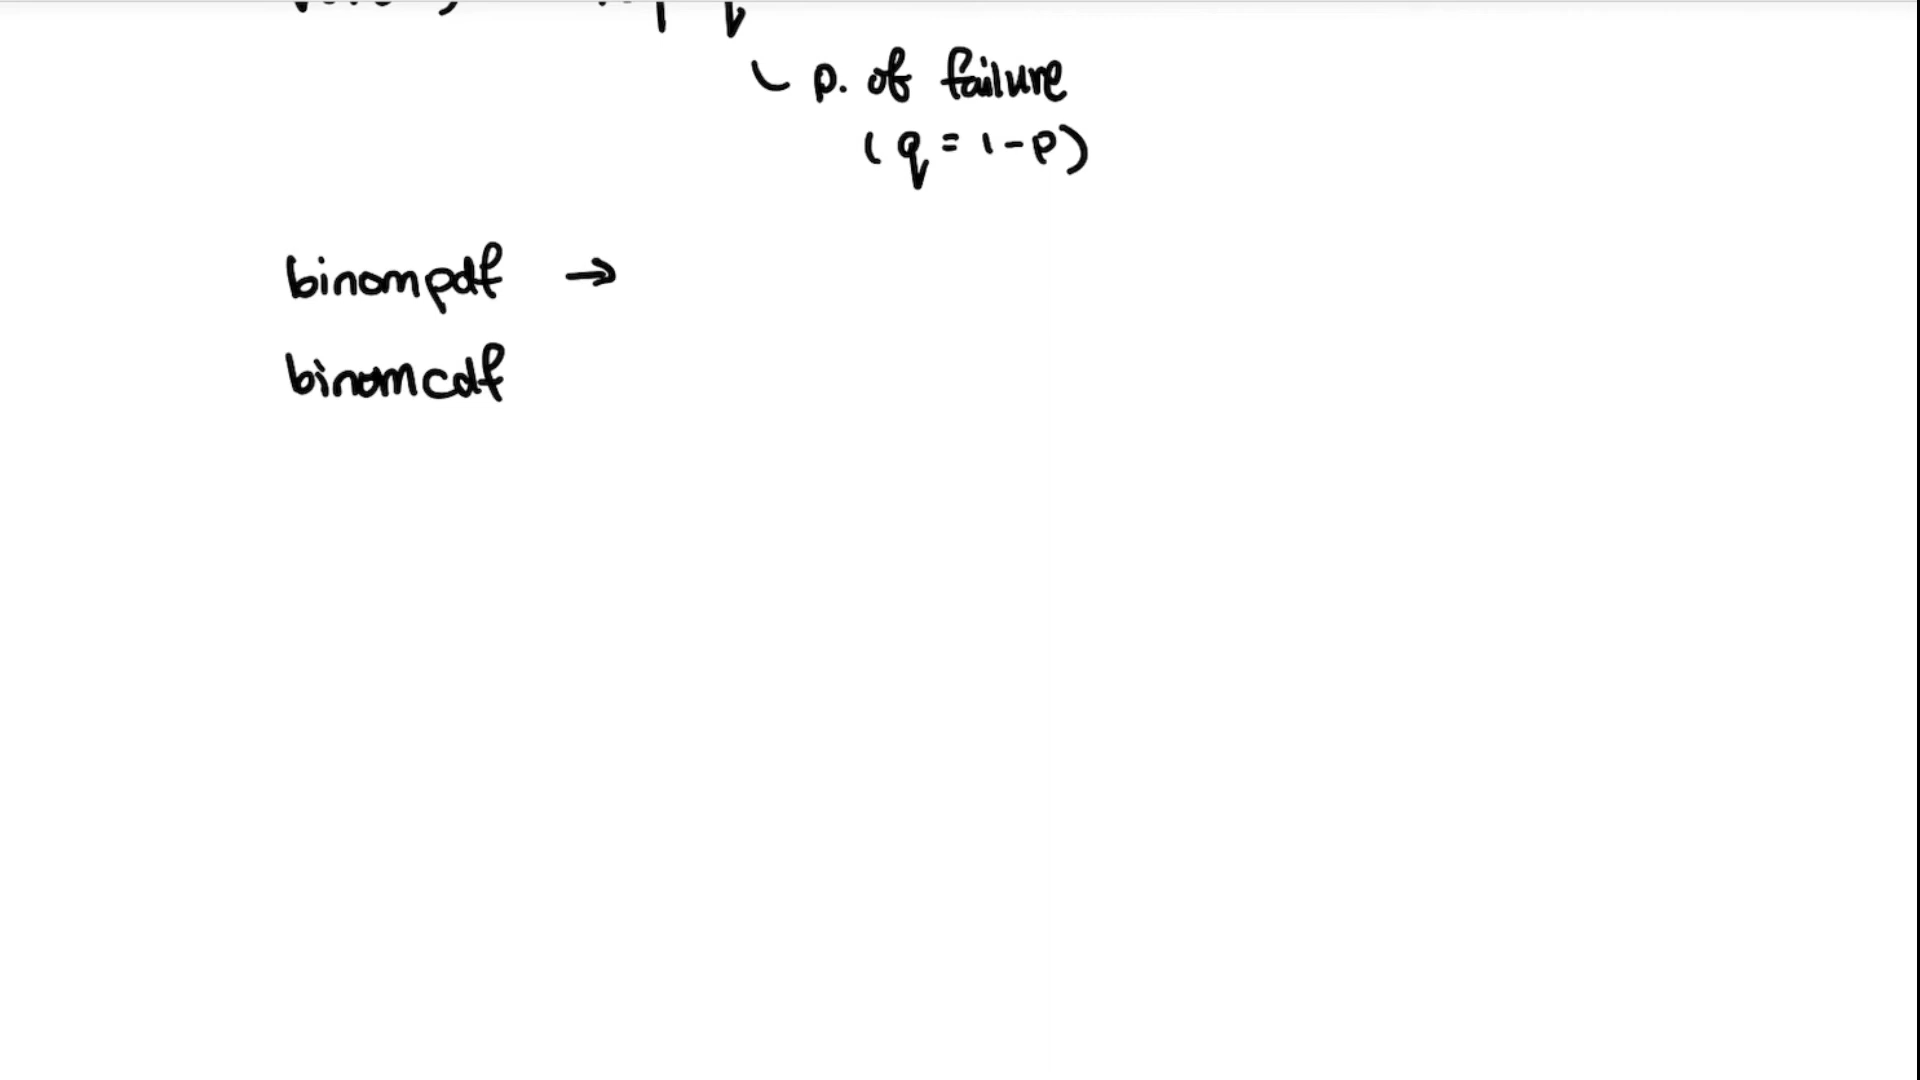 p. of failure
(q = 1-p)
binompdf →
binomcdf